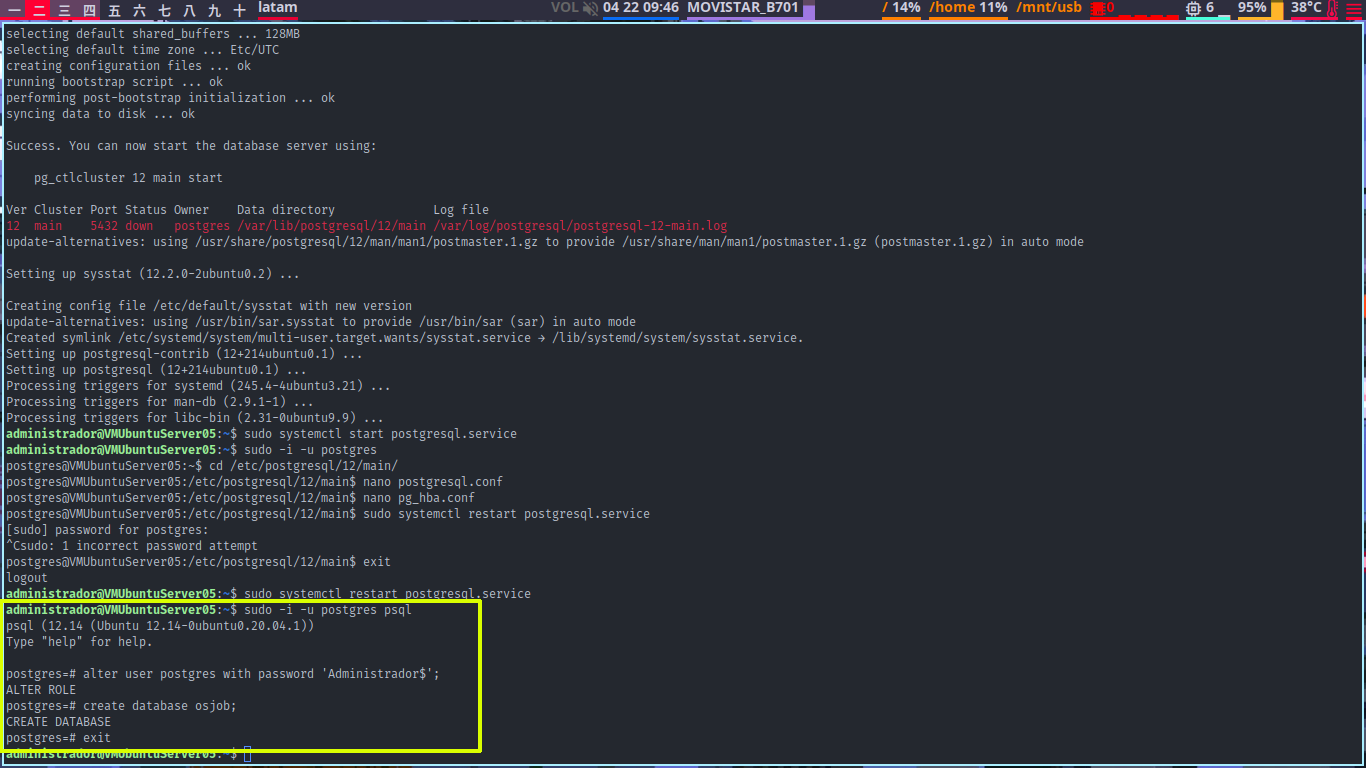 一 二 三 四 五 六 七 八 九 十 latam VOL 04 22 09:46 MOVISTAR_B701 / 14% /home 11% /mnt/usb 0 6 95% 38°C
selecting default shared_buffers ... 128MB
selecting default time zone ... Etc/UTC
creating configuration files ... ok
running bootstrap script ... ok
performing post-bootstrap initialization ... ok
syncing data to disk ... ok
Success. You can now start the database server using:
pg_ctlcluster 12 main start
Ver Cluster Port Status Owner    Data directory              Log file
12  main    5432 down   postgres /var/lib/postgresql/12/main /var/log/postgresql/postgresql-12-main.log
update-alternatives: using /usr/share/postgresql/12/man/man1/postmaster.1.gz to provide /usr/share/man/man1/postmaster.1.gz (postmaster.1.gz) in auto mode
Setting up sysstat (12.2.0-2ubuntu0.2) ...
Creating config file /etc/default/sysstat with new version
update-alternatives: using /usr/bin/sar.sysstat to provide /usr/bin/sar (sar) in auto mode
Created symlink /etc/systemd/system/multi-user.target.wants/sysstat.service → /lib/systemd/system/sysstat.service.
Setting up postgresql-contrib (12+214ubuntu0.1) ...
Setting up postgresql (12+214ubuntu0.1) ...
Processing triggers for systemd (245.4-4ubuntu3.21) ...
Processing triggers for man-db (2.9.1-1) ...
Processing triggers for libc-bin (2.31-0ubuntu9.9) ...
administrador@VMUbuntuServer05:~$ sudo systemctl start postgresql.service
administrador@VMUbuntuServer05:~$ sudo -i -u postgres
postgres@VMUbuntuServer05:~$ cd /etc/postgresql/12/main/
postgres@VMUbuntuServer05:/etc/postgresql/12/main$ nano postgresql.conf
postgres@VMUbuntuServer05:/etc/postgresql/12/main$ nano pg_hba.conf
postgres@VMUbuntuServer05:/etc/postgresql/12/main$ sudo systemctl restart postgresql.service
[sudo] password for postgres:
^Csudo: 1 incorrect password attempt
postgres@VMUbuntuServer05:/etc/postgresql/12/main$ exit
logout
administrador@VMUbuntuServer05:~$ sudo systemctl restart postgresql.service
administrador@VMUbuntuServer05:~$ sudo -i -u postgres psql
psql (12.14 (Ubuntu 12.14-0ubuntu0.20.04.1))
Type "help" for help.
postgres=# alter user postgres with password 'Administrador$';
ALTER ROLE
postgres=# create database osjob;
CREATE DATABASE
postgres=# exit
administrador@VMUbuntuServer05:~$